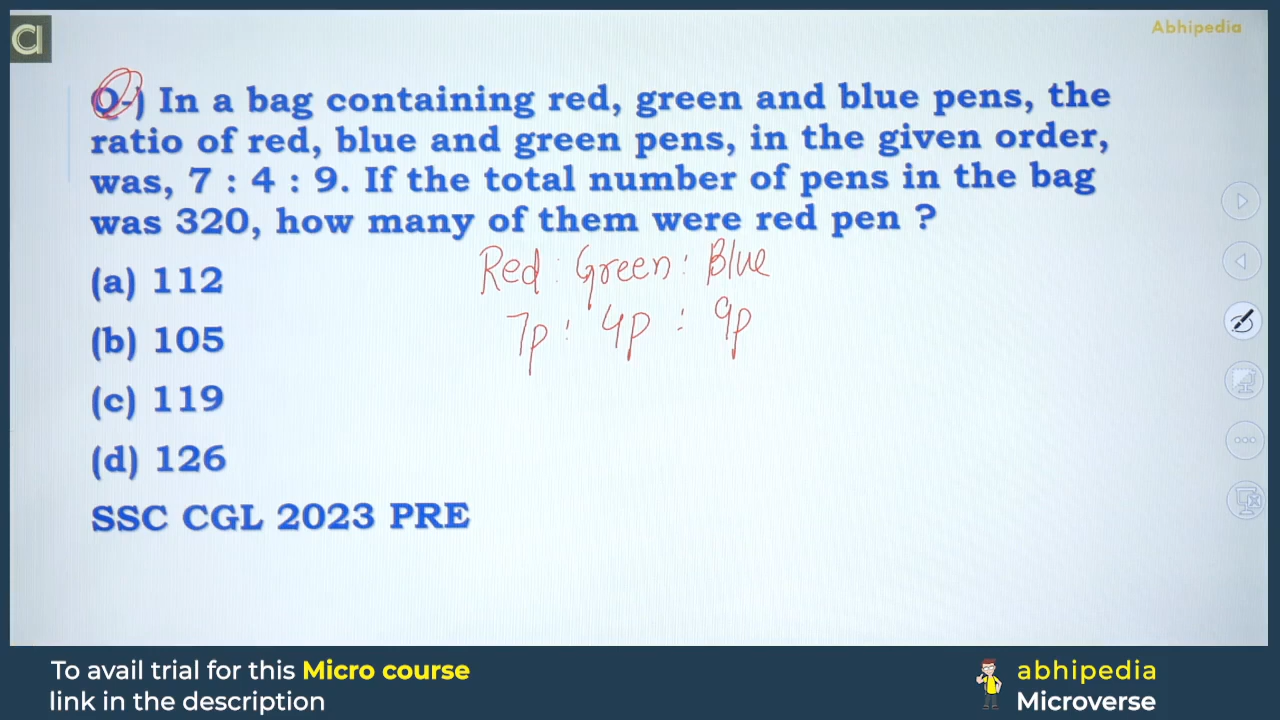 Abhipedia
Q-) In a bag containing red, green and blue pens, the
ratio of red, blue and green pens, in the given order,
was, 7 : 4 : 9. If the total number of pens in the bag
was 320, how many of them were red pen ?
Red : Green : Blue
(a) 112
7p : 4p : 9p
(b) 105
(c) 119
(d) 126
SSC CGL 2023 PRE
To avail trial for this Micro course
link in the description
abhipedia
Microverse